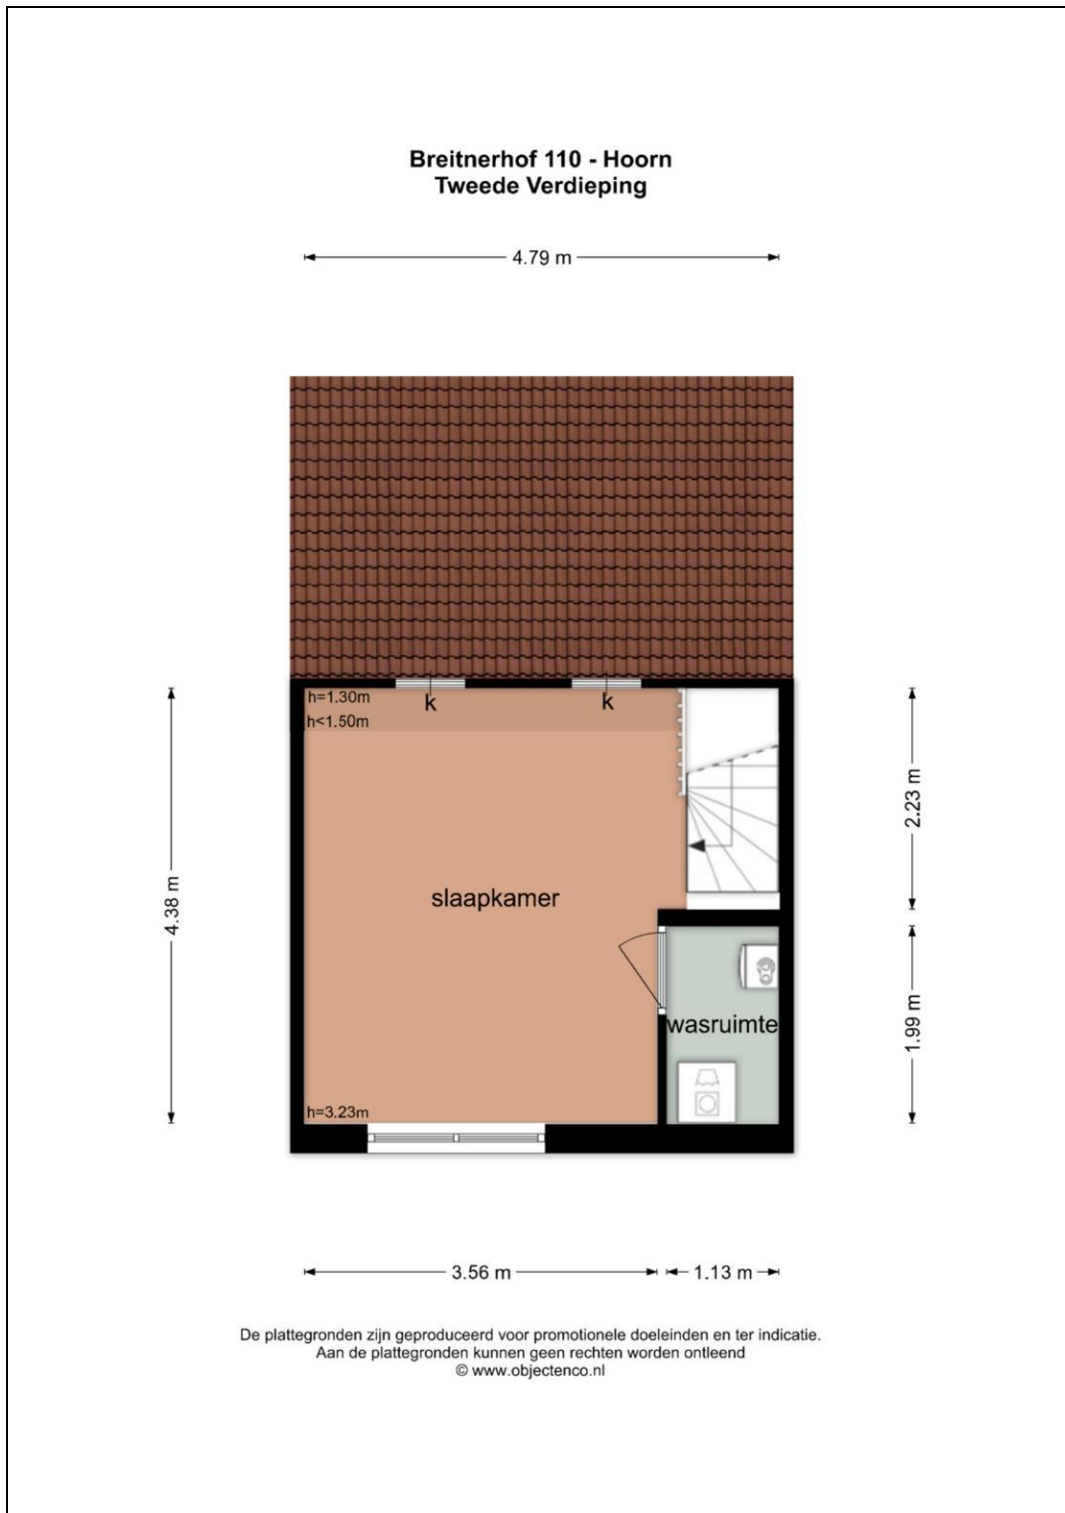 Breitnerhof 110 - Hoorn
Tweede Verdieping
4.79 m
h=1.30m
k
k
h<1.50m
2.23 m
4.38 m
slaapkamer
wasruimte
1.99 m
h=3.23m
3.56 m
1.13 m
De plattegronden zijn geproduceerd voor promotionele doeleinden en ter indicatie.
Aan de plattegronden kunnen geen rechten worden ontleend
© www.objectenco.nl